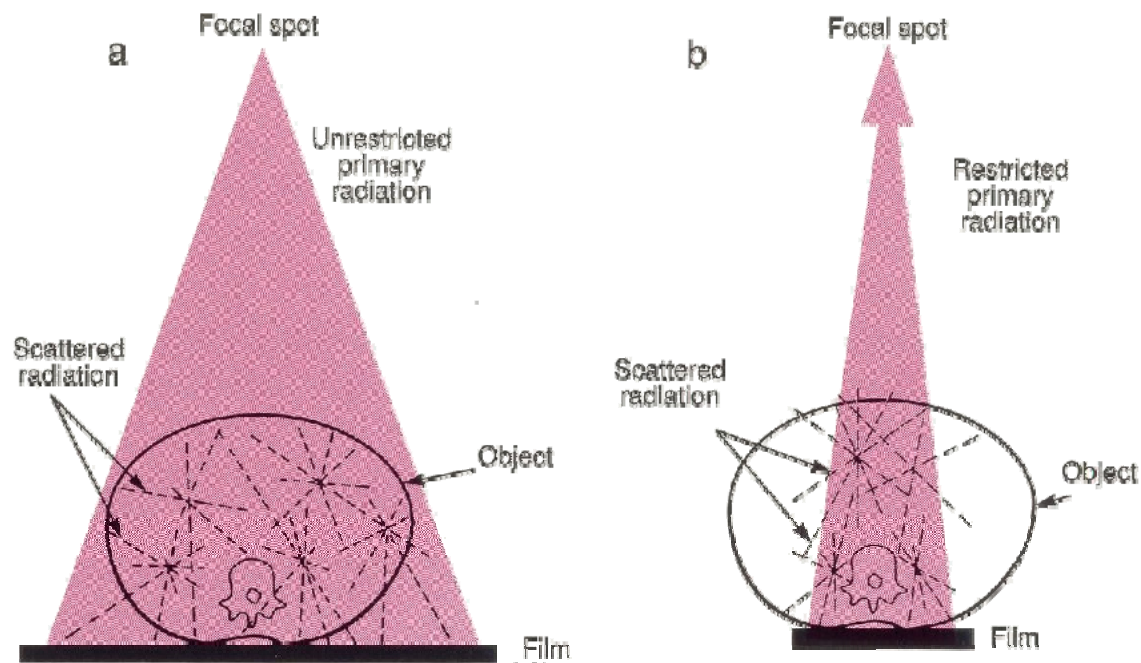 a
Focal spot
Unrestricted
primary
radiation
Scattered
radiation
Object
Film
b
Focal spot
Restricted
primary
radiation
Scattered
radiation
Object
Film